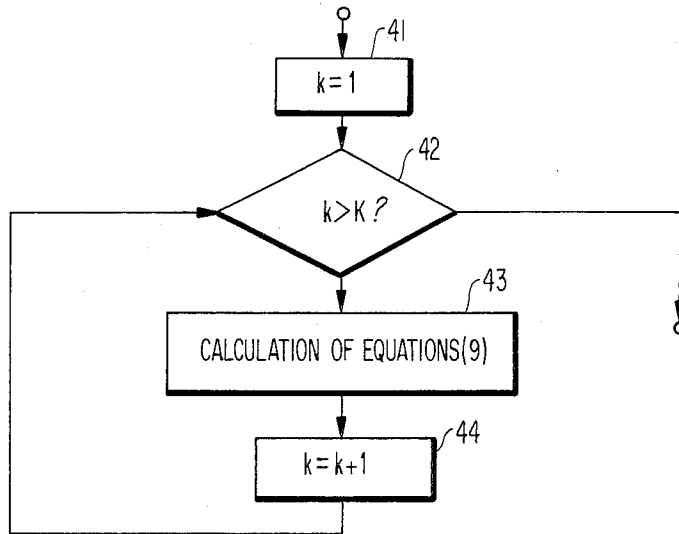 41
k=1
42
k>K?
43
CALCULATION OF EQUATIONS(9)
44
k=k+1